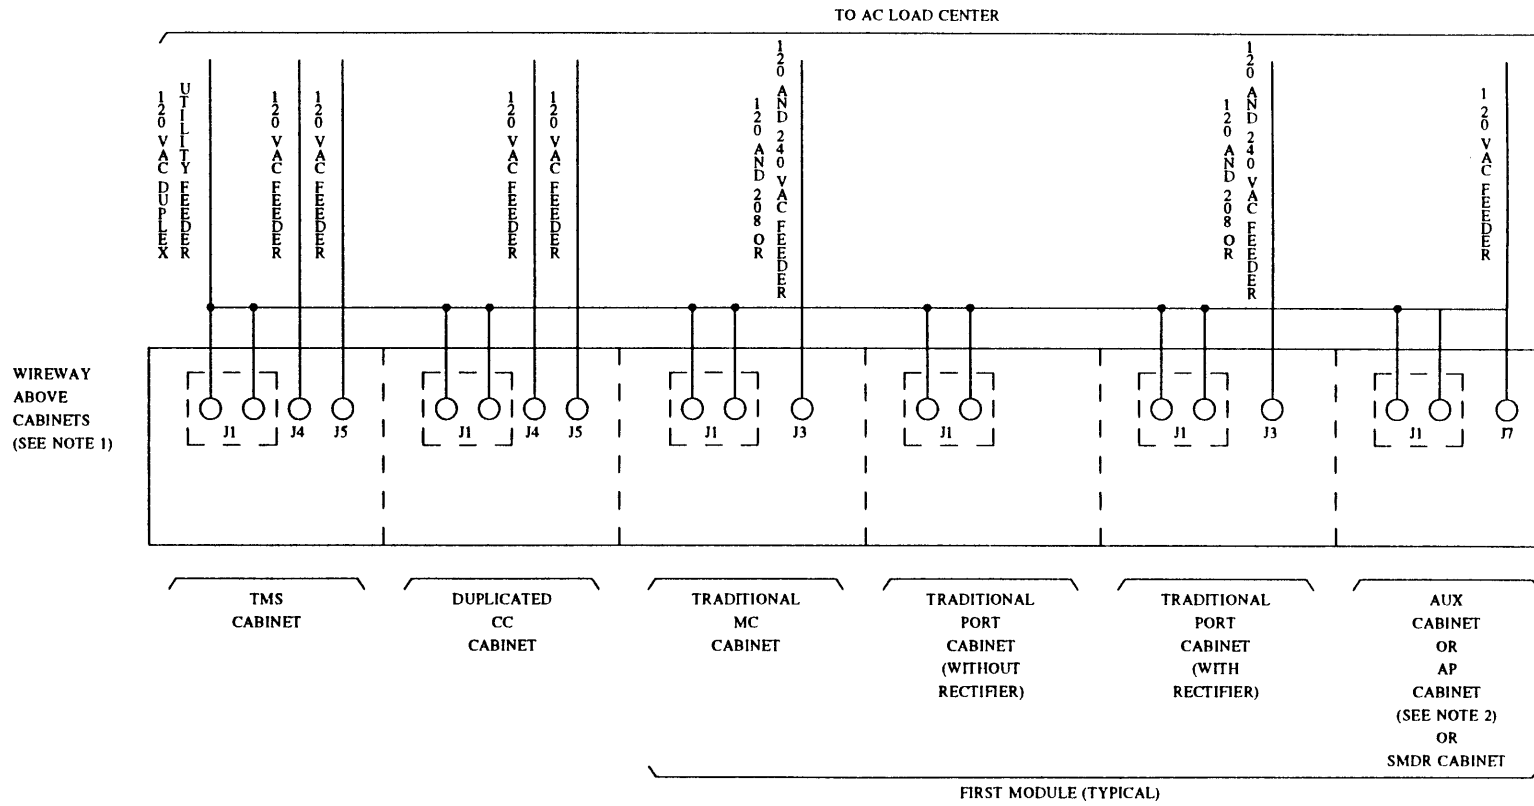 TO AC LOAD CENTER
120 VAC DUPLEX
UTILITY FEEDER
120 VAC FEEDER
120 VAC FEEDER
120 VAC FEEDER
120 VAC FEEDER
120 AND 208 OR
120 AND 240 VAC FEEDER
120 AND 208 OR
120 AND 240 VAC FEEDER
120 VAC FEEDER
WIREWAY
ABOVE
CABINETS
(SEE NOTE 1)
J1 J4 J5
J1 J4 J5
J1 J3
J1
J1 J3
J1 J7
TMS
CABINET
DUPLICATED
CC
CABINET
TRADITIONAL
MC
CABINET
TRADITIONAL
PORT
CABINET
(WITHOUT
RECTIFIER)
TRADITIONAL
PORT
CABINET
(WITH
RECTIFIER)
AUX
CABINET
OR
AP
CABINET
(SEE NOTE 2)
OR
SMDR CABINET
FIRST MODULE (TYPICAL)